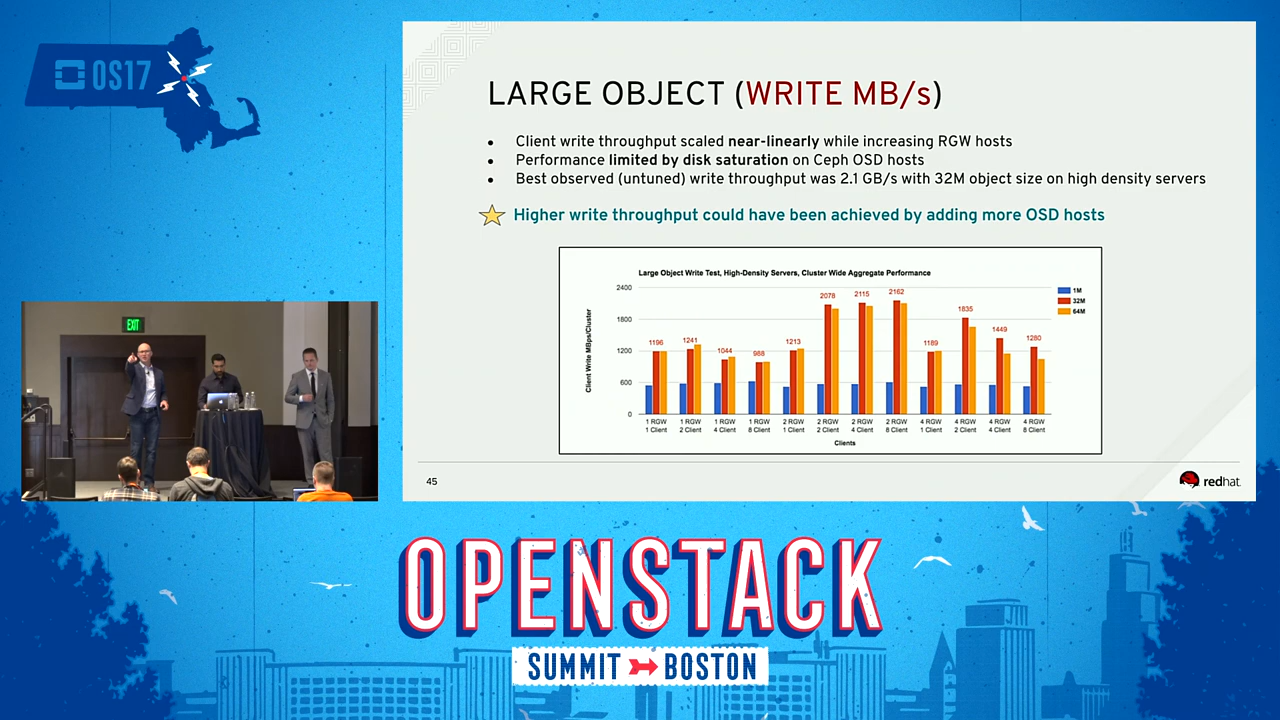 OS17
EXIT
LARGE OBJECT (WRITE MB/s)
• Client write throughput scaled near-linearly while increasing RGW hosts
• Performance limited by disk saturation on Ceph OSD hosts
• Best observed (untuned) write throughput was 2.1 GB/s with 32M object size on high density servers
Higher write throughput could have been achieved by adding more OSD hosts
Large Object Write Test, High-Density Servers, Cluster Wide Aggregate Performance
Client Write MBps/Cluster
2400
1800
1200
600
0
1196
1241
1044
988
1213
2078
2115
2162
1189
1835
1449
1280
1M
32M
64M
1 RGW 1 Client
1 RGW 2 Client
1 RGW 4 Client
1 RGW 8 Client
2 RGW 1 Client
2 RGW 2 Client
2 RGW 4 Client
2 RGW 8 Client
4 RGW 1 Client
4 RGW 2 Client
4 RGW 4 Client
4 RGW 8 Client
Clients
45
redhat.
OPENSTACK
SUMMIT BOSTON